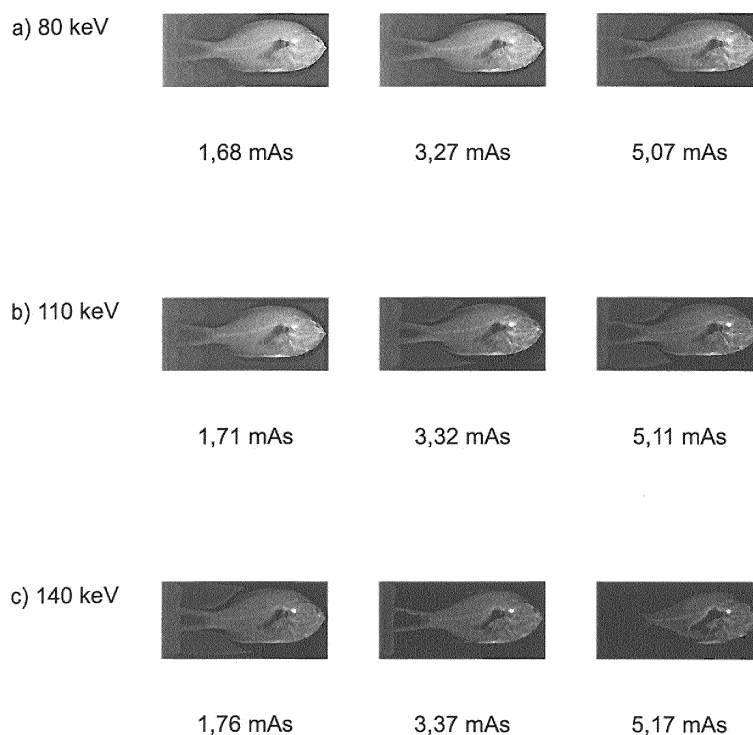 a) 80 keV
1,68 mAs 3,27 mAs 5,07 mAs
b) 110 keV
1,71 mAs 3,32 mAs 5,11 mAs
c) 140 keV
1,76 mAs 3,37 mAs 5,17 mAs